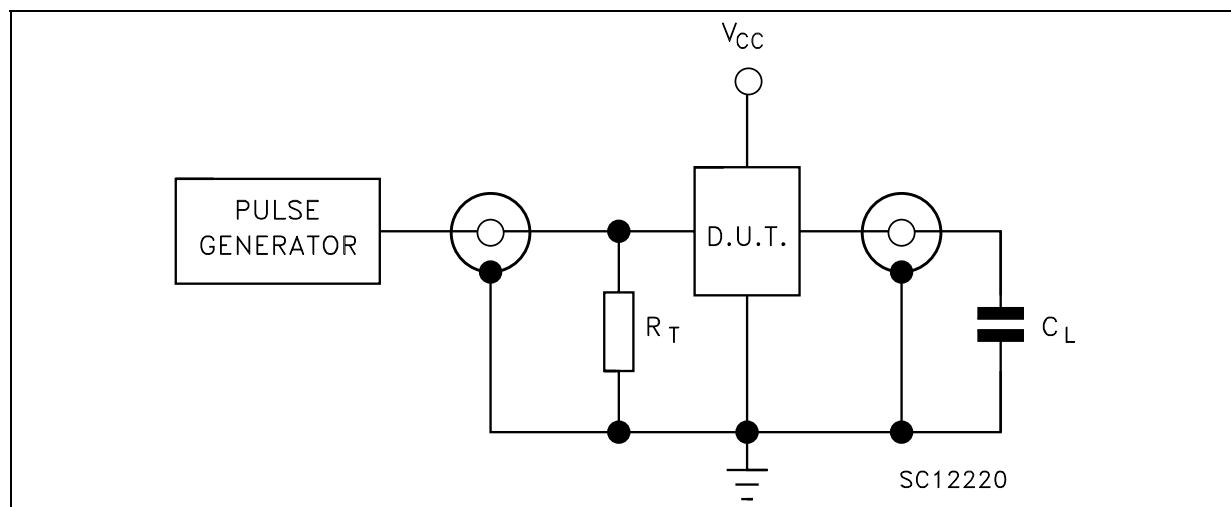 VCC
PULSE
GENERATOR
D.U.T.
RT
CL
SC12220